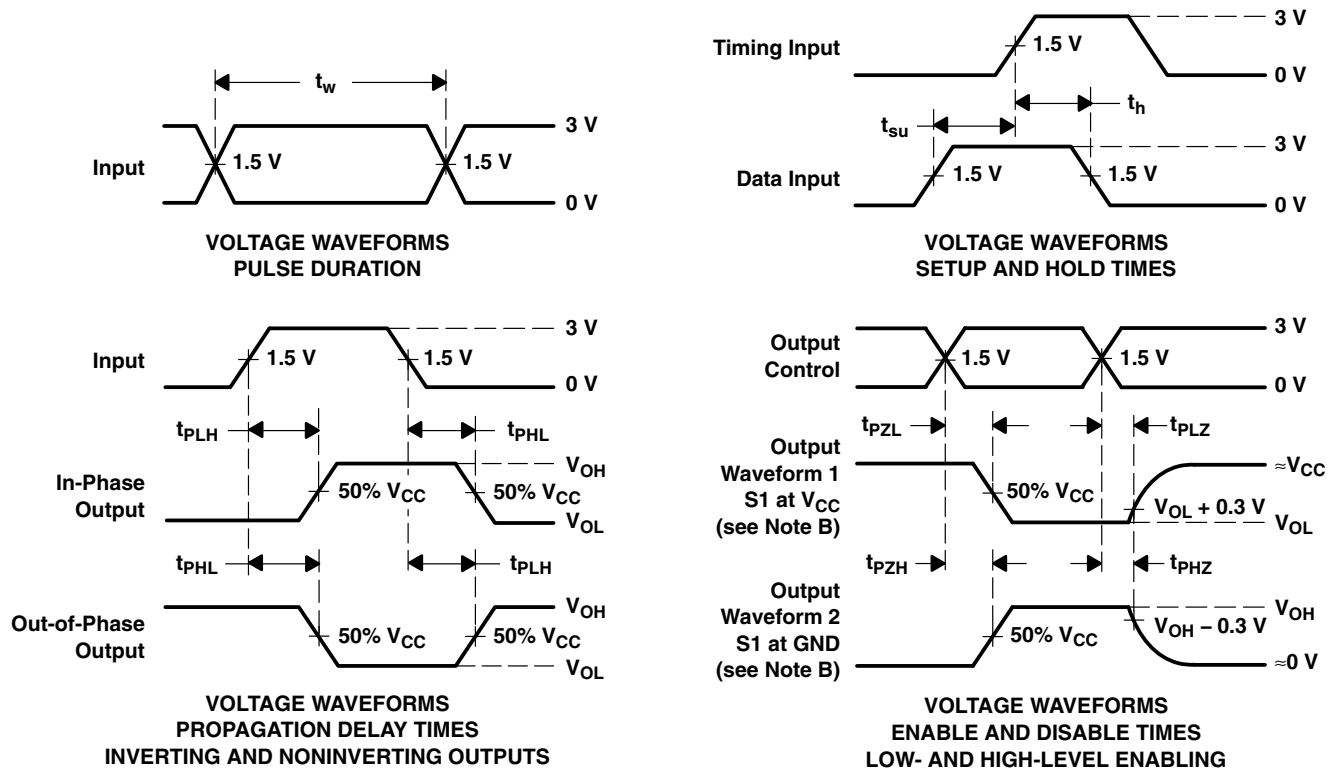 t_w
Input
1.5 V
1.5 V
3 V
0 V
VOLTAGE WAVEFORMS
PULSE DURATION
Timing Input
1.5 V
3 V
0 V
t_su
t_h
Data Input
1.5 V
1.5 V
3 V
0 V
VOLTAGE WAVEFORMS
SETUP AND HOLD TIMES
Input
1.5 V
1.5 V
3 V
0 V
t_PLH
t_PHL
In-Phase
Output
50% V_CC
50% V_CC
V_OH
V_OL
t_PHL
t_PLH
Out-of-Phase
Output
50% V_CC
50% V_CC
V_OH
V_OL
VOLTAGE WAVEFORMS
PROPAGATION DELAY TIMES
INVERTING AND NONINVERTING OUTPUTS
Output
Control
1.5 V
1.5 V
3 V
0 V
t_PZL
t_PLZ
Output
Waveform 1
S1 at V_CC
(see Note B)
50% V_CC
V_OL + 0.3 V
≈V_CC
V_OL
t_PZH
t_PHZ
Output
Waveform 2
S1 at GND
(see Note B)
50% V_CC
V_OH − 0.3 V
V_OH
≈0 V
VOLTAGE WAVEFORMS
ENABLE AND DISABLE TIMES
LOW- AND HIGH-LEVEL ENABLING